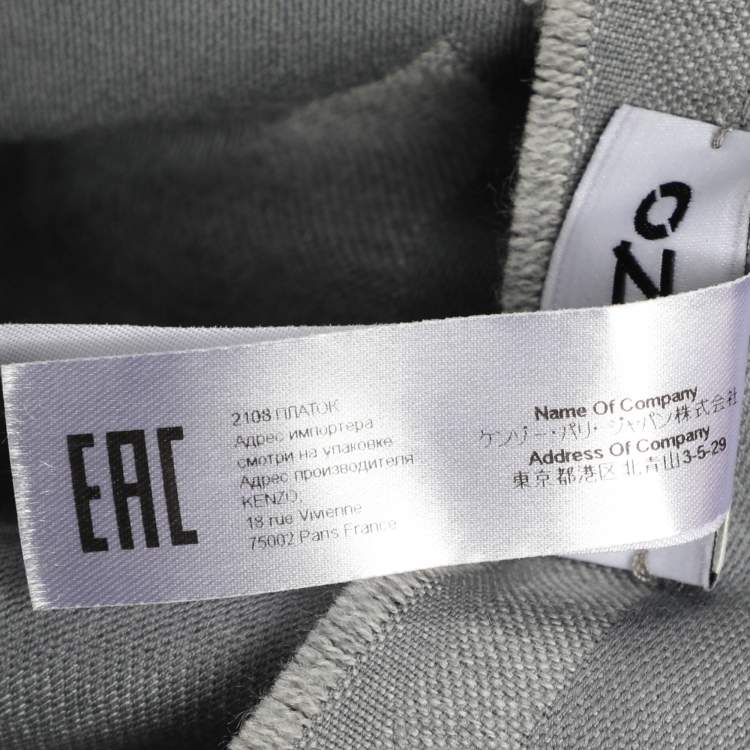 EAC
2108 ПЛАТОК
Адрес импортера
смотри на упаковке
Адрес производителя
KENZO,
18 rue Vivienne
75002 Paris France
Name Of Company
ケンゾー・パリ・ジャパン株式会社
Address Of Company
東京都港区北青山3-5-29
NO